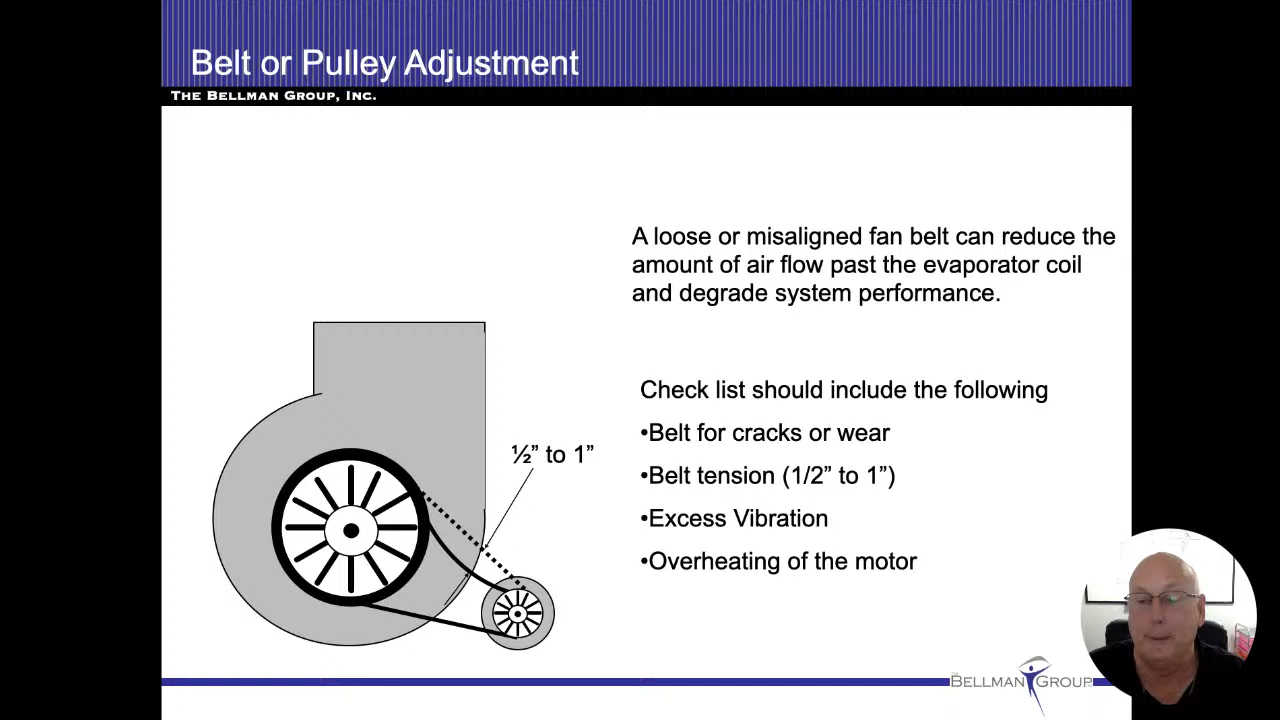 Belt or Pulley Adjustment
THE BELLMAN GROUP, INC.
A loose or misaligned fan belt can reduce the
amount of air flow past the evaporator coil
and degrade system performance.
Check list should include the following
•Belt for cracks or wear
•Belt tension (1/2” to 1”)
•Excess Vibration
•Overheating of the motor
½” to 1”
THE
BELLMAN GROUP